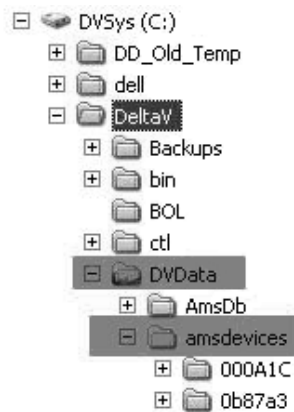 DVSys (C:)
DD_Old_Temp
dell
DeltaV
Backups
bin
BOL
ctl
DVData
AmsDb
amsdevices
000A1C
0b87a3